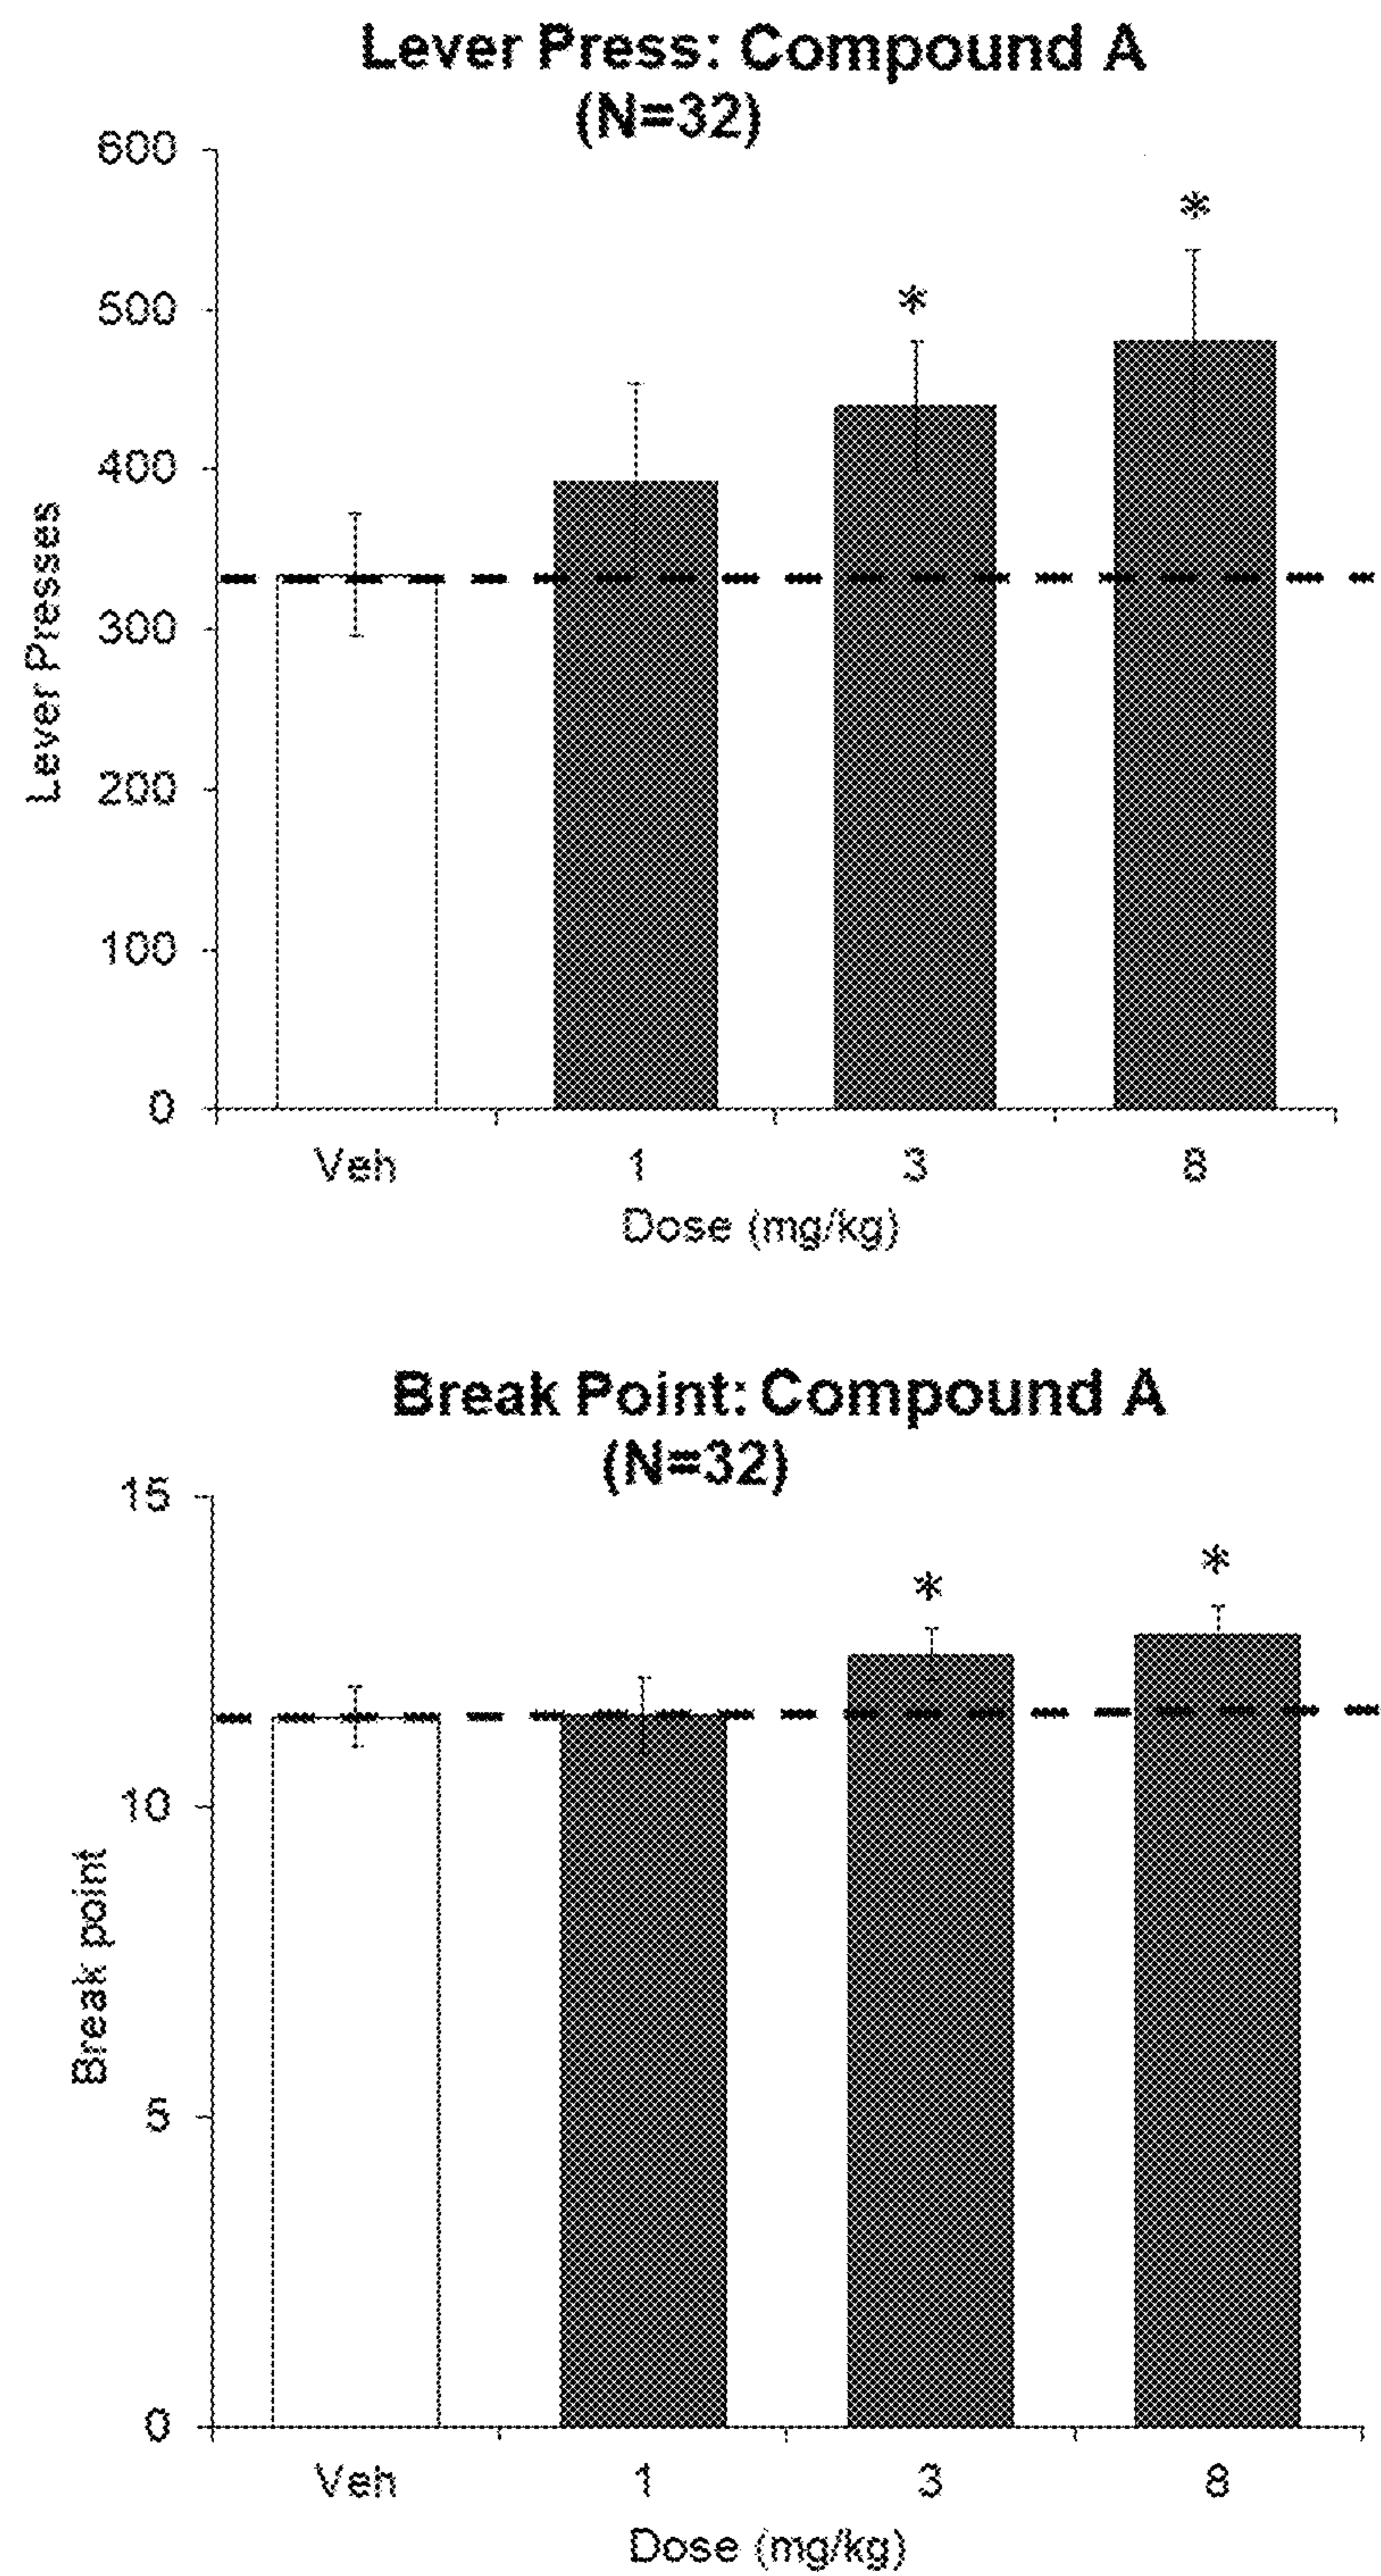 Lever Press: Compound A
(N=32)
600
*
500
*
400
300
200
100
0
Lever Presses
Veh 1 3 8
Dose (mg/kg)
Break Point: Compound A
(N=32)
15
*
*
10
5
0
Break point
Veh 1 3 8
Dose (mg/kg)